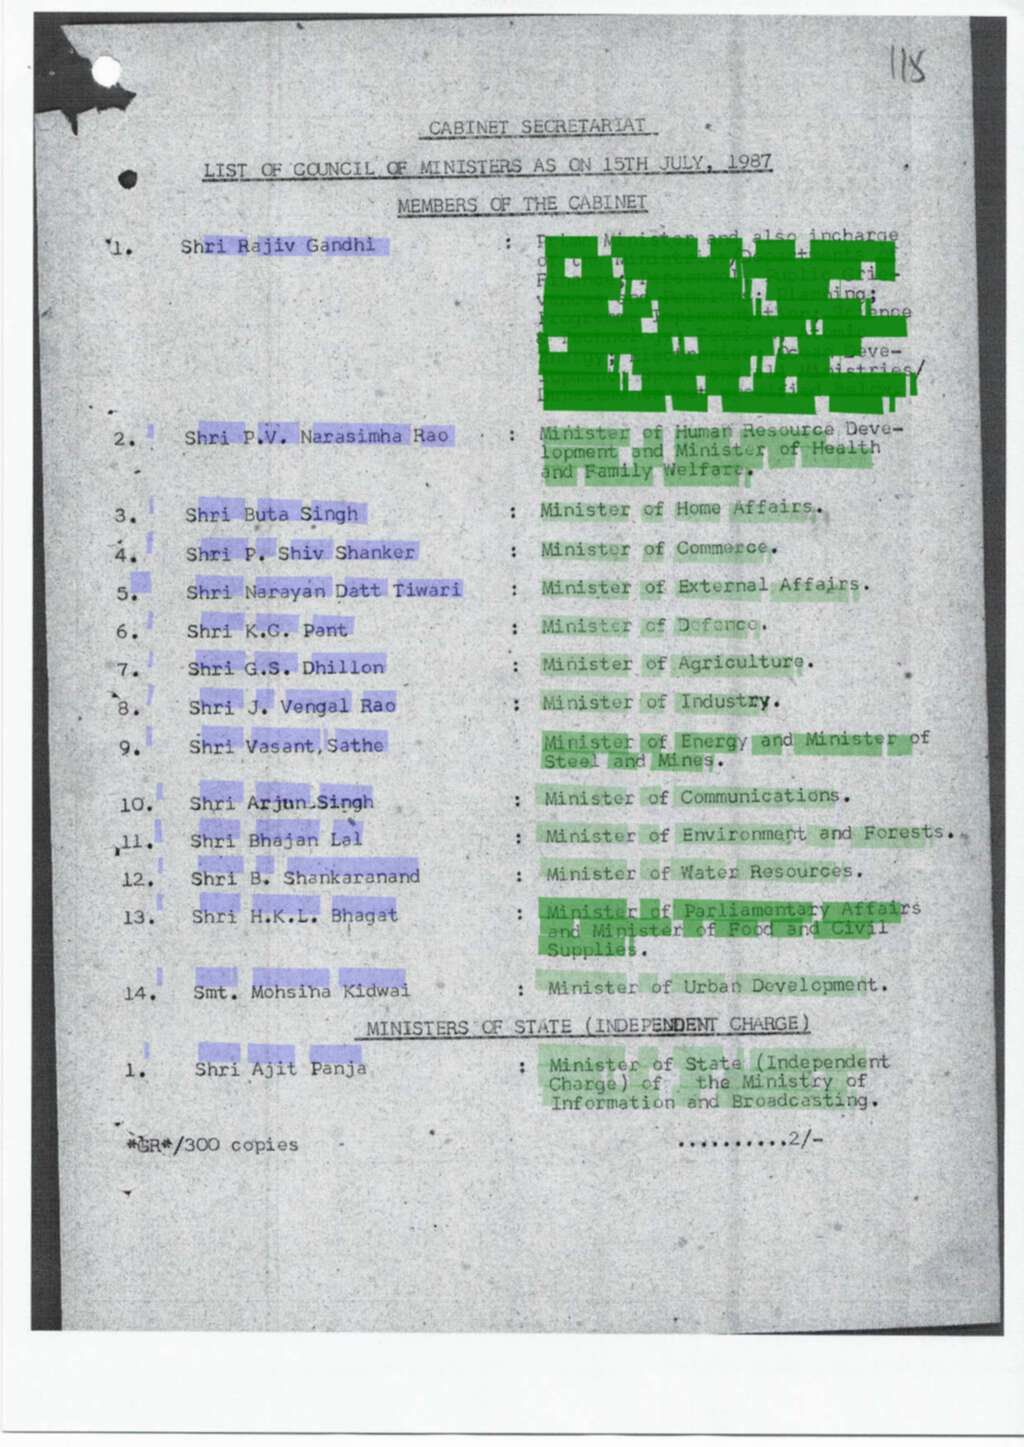 118
CABINET SECRETARIAT
LIST OF COUNCIL OF MINISTERS AS ON 15TH JULY, 1987
MEMBERS OF THE CABINET
1. Shri Rajiv Gandhi : Minister and also incharge
Ministries/
2. Shri P.V. Narasimha Rao : Minister of Human Resource Deve-
lopment and Minister of Health
and Family Welfare.
3. Shri Buta Singh : Minister of Home Affairs.
4. Shri P. Shiv Shanker : Minister of Commerce.
5. Shri Narayan Datt Tiwari : Minister of External Affairs.
6. Shri K.C. Pant : Minister of Defence.
7. Shri G.S. Dhillon : Minister of Agriculture.
8. Shri J. Vengal Rao : Minister of Industry.
9. Shri Vasant Sathe Minister of Energy and Minister of
Steel and Mines.
10. Shri Arjun Singh : Minister of Communications.
11. Shri Bhajan Lal : Minister of Environment and Forests.
12. Shri B. Shankaranand : Minister of Water Resources.
13. Shri H.K.L. Bhagat : Minister of Parliamentary Affairs
and Minister of Food and Civil
Supplies.
14. Smt. Mohsina Kidwai : Minister of Urban Development.
MINISTERS OF STATE (INDEPENDENT CHARGE)
1. Shri Ajit Panja : Minister of State (Independent
Charge) of the Ministry of
Information and Broadcasting.
*GR*/300 copies ..........2/-